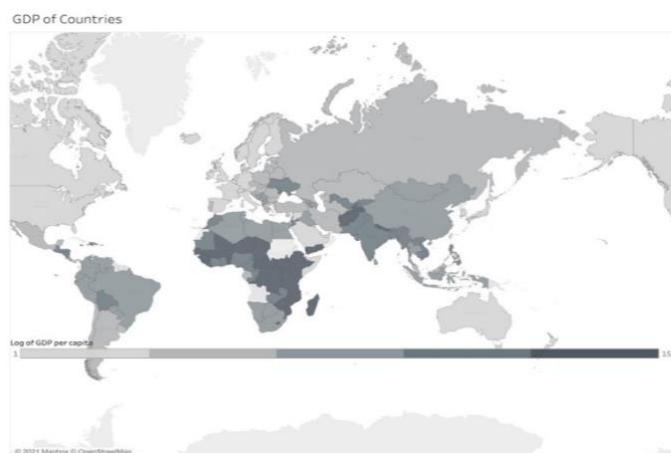 GDP of Countries
Log of GDP per capita
1
15
© 2021 Mapbox © OpenStreetMap